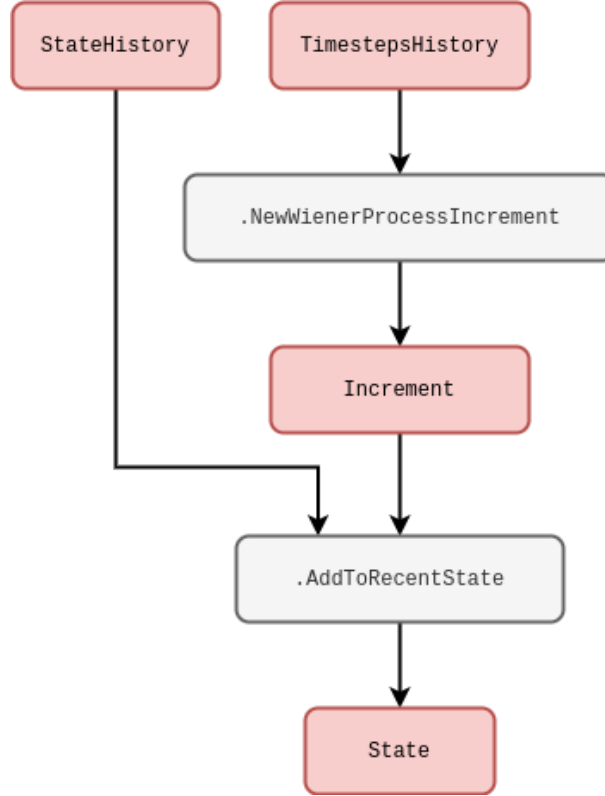 StateHistory
TimestepsHistory
.NewWienerProcessIncrement
Increment
.AddToRecentState
State